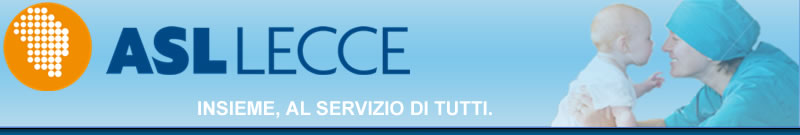 ASL LECCE
INSIEME, AL SERVIZIO DI TUTTI.